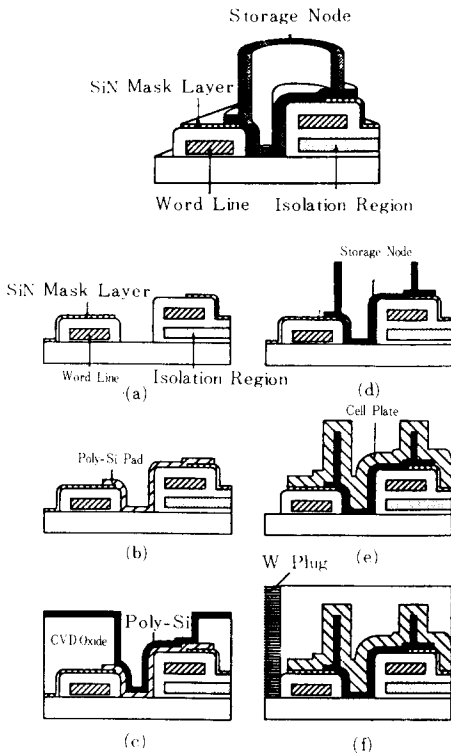 Storage Node
SiN Mask Layer
Word Line
Isolation Region
SiN Mask Layer
Word Line
Isolation Region
(a)
Storage Node
(d)
Poly-Si Pad
(b)
Cell Plate
(e)
CVD Oxide
Poly-Si
(c)
W Plug
(f)